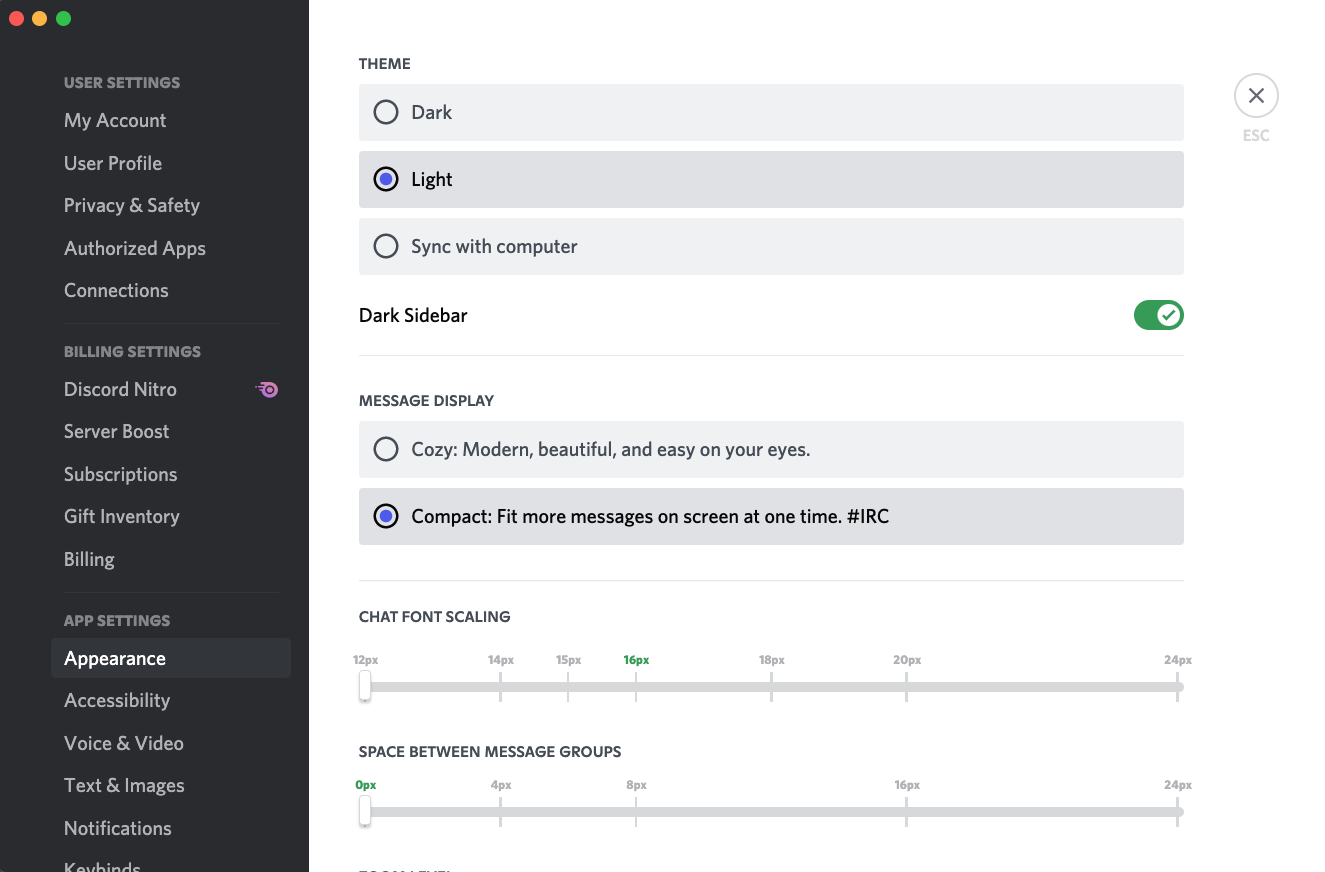 USER SETTINGS
My Account
User Profile
Privacy & Safety
Authorized Apps
Connections
BILLING SETTINGS
Discord Nitro
Server Boost
Subscriptions
Gift Inventory
Billing
APP SETTINGS
Appearance
Accessibility
Voice & Video
Text & Images
Notifications
Keybinds
THEME
Dark
Light
Sync with computer
Dark Sidebar
MESSAGE DISPLAY
Cozy: Modern, beautiful, and easy on your eyes.
Compact: Fit more messages on screen at one time. #IRC
CHAT FONT SCALING
12px 14px 15px 16px 18px 20px 24px
SPACE BETWEEN MESSAGE GROUPS
0px 4px 8px 16px 24px
ZOOM LEVEL
ESC